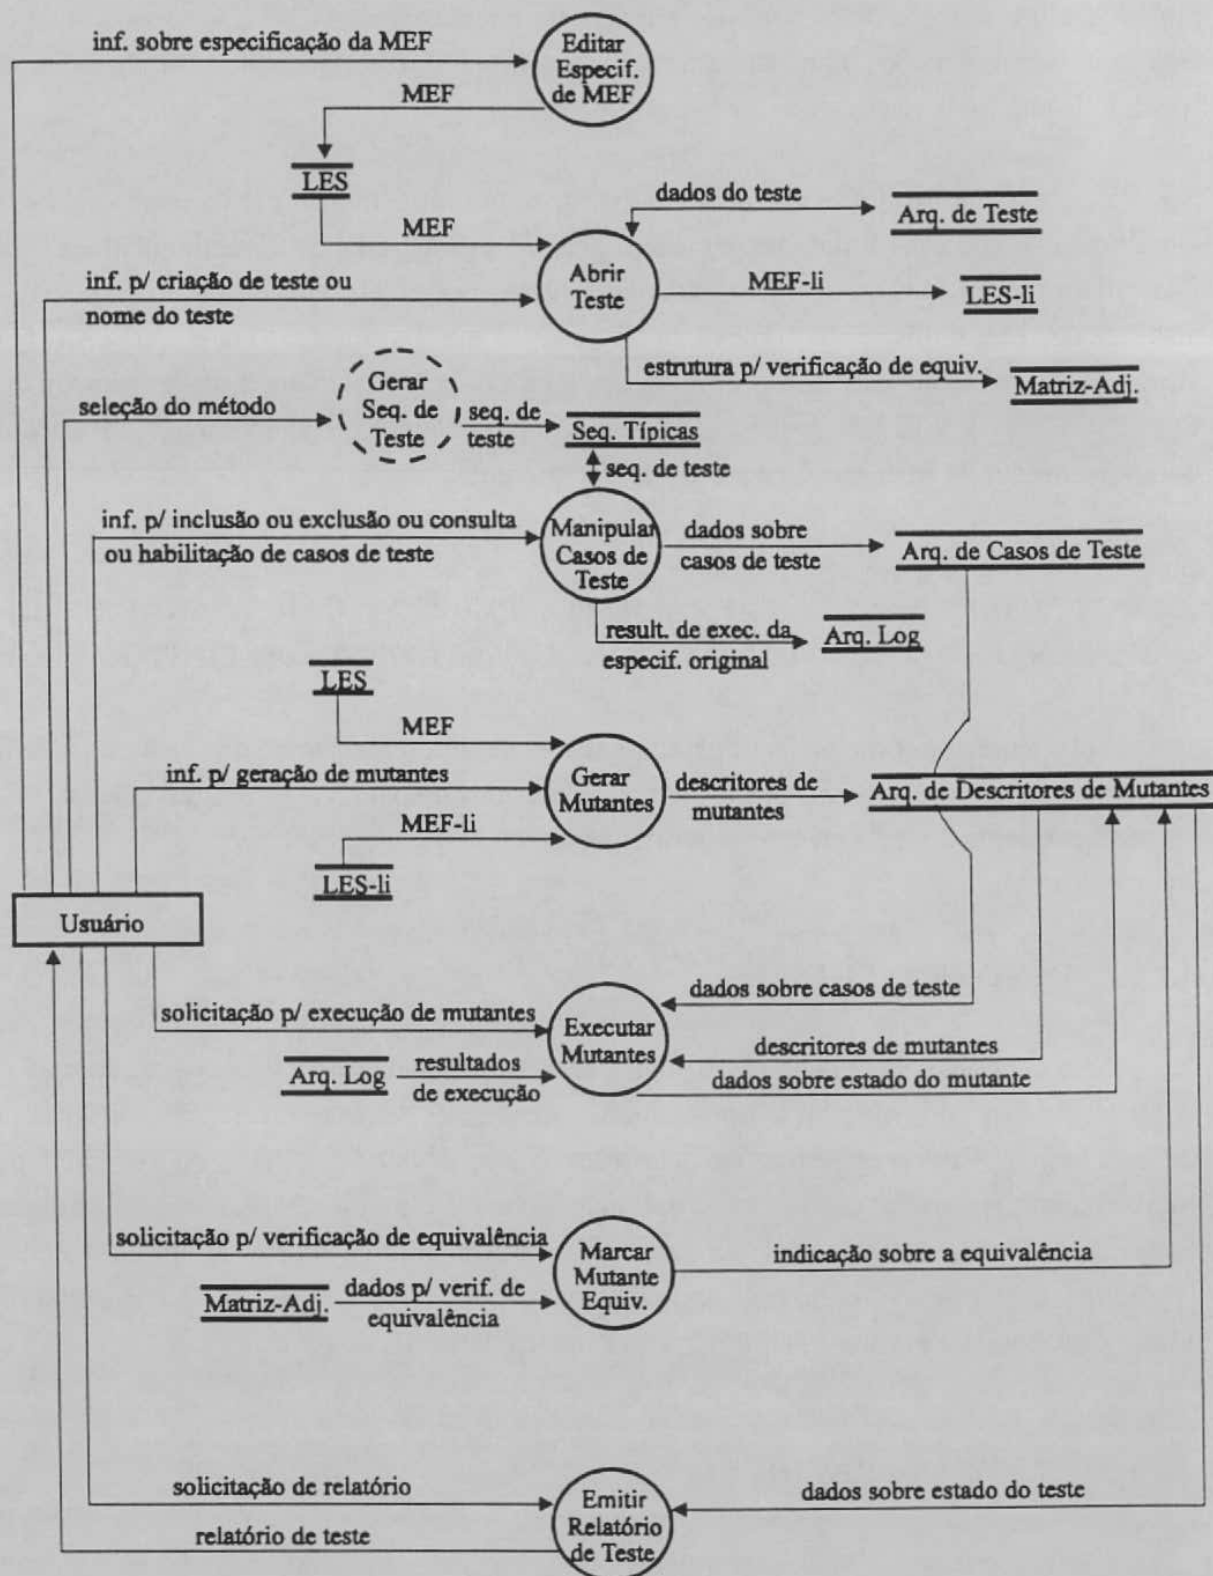 inf. sobre especificação da MEF
Editar
Especif.
de MEF
MEF
LES
MEF
dados do teste
Arq. de Teste
Abrir
Teste
inf. p/ criação de teste ou
nome do teste
MEF-li
LES-li
estrutura p/ verificação de equiv.
Matriz-Adj.
seleção do método
Gerar
Seq. de
Teste
seq. de
teste
Seq. Típicas
seq. de teste
inf. p/ inclusão ou exclusão ou consulta
ou habilitação de casos de teste
Manipular
Casos de
Teste
dados sobre
casos de teste
Arq. de Casos de Teste
result. de exec. da
especif. original
Arq. Log
LES
MEF
inf. p/ geração de mutantes
Gerar
Mutantes
descritores de
mutantes
Arq. de Descritores de Mutantes
MEF-li
LES-li
Usuário
dados sobre casos de teste
solicitação p/ execução de mutantes
Executar
Mutantes
descritores de mutantes
Arq. Log
resultados
de execução
dados sobre estado do mutante
solicitação p/ verificação de equivalência
Marcar
Mutante
Equiv.
indicação sobre a equivalência
Matriz-Adj.
dados p/ verif. de
equivalência
solicitação de relatório
Emitir
Relatório
de Teste
dados sobre estado do teste
relatório de teste